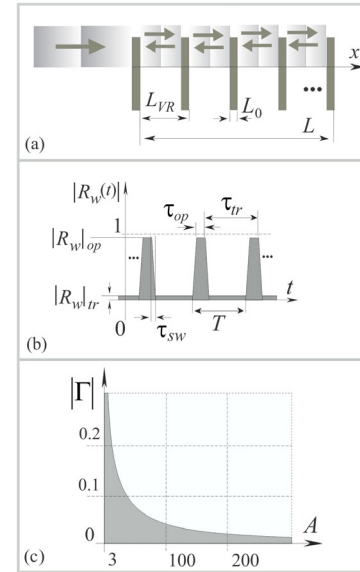 x
L_VR
L_0
L
(a)
|R_w(t)|
τ_op
τ_tr
1
|R_w|_op
...
...
|R_w|_tr
t
0
τ_sw
T
(b)
|Γ|
0.2
0.1
0
A
3
100
200
(c)